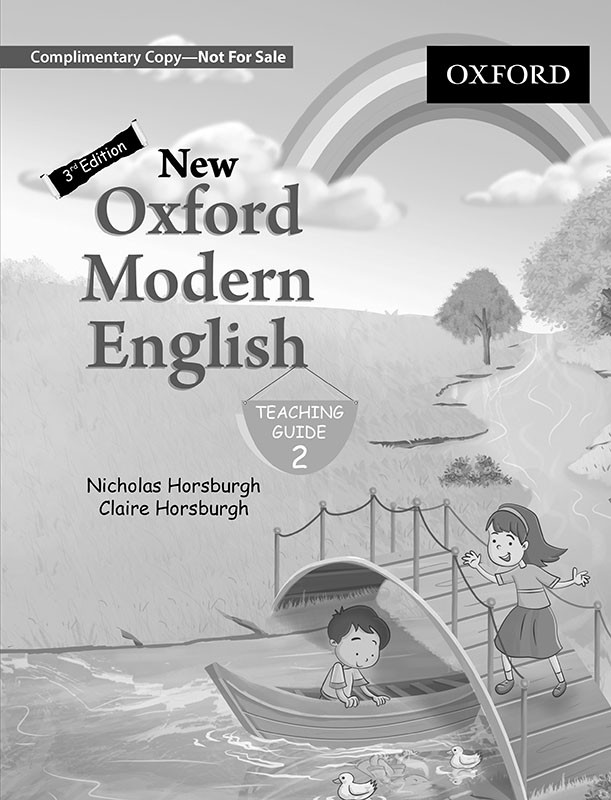 Complimentary Copy—Not For Sale
OXFORD
3rd Edition
New
Oxford
Modern
English
TEACHING
GUIDE
2
Nicholas Horsburgh
Claire Horsburgh